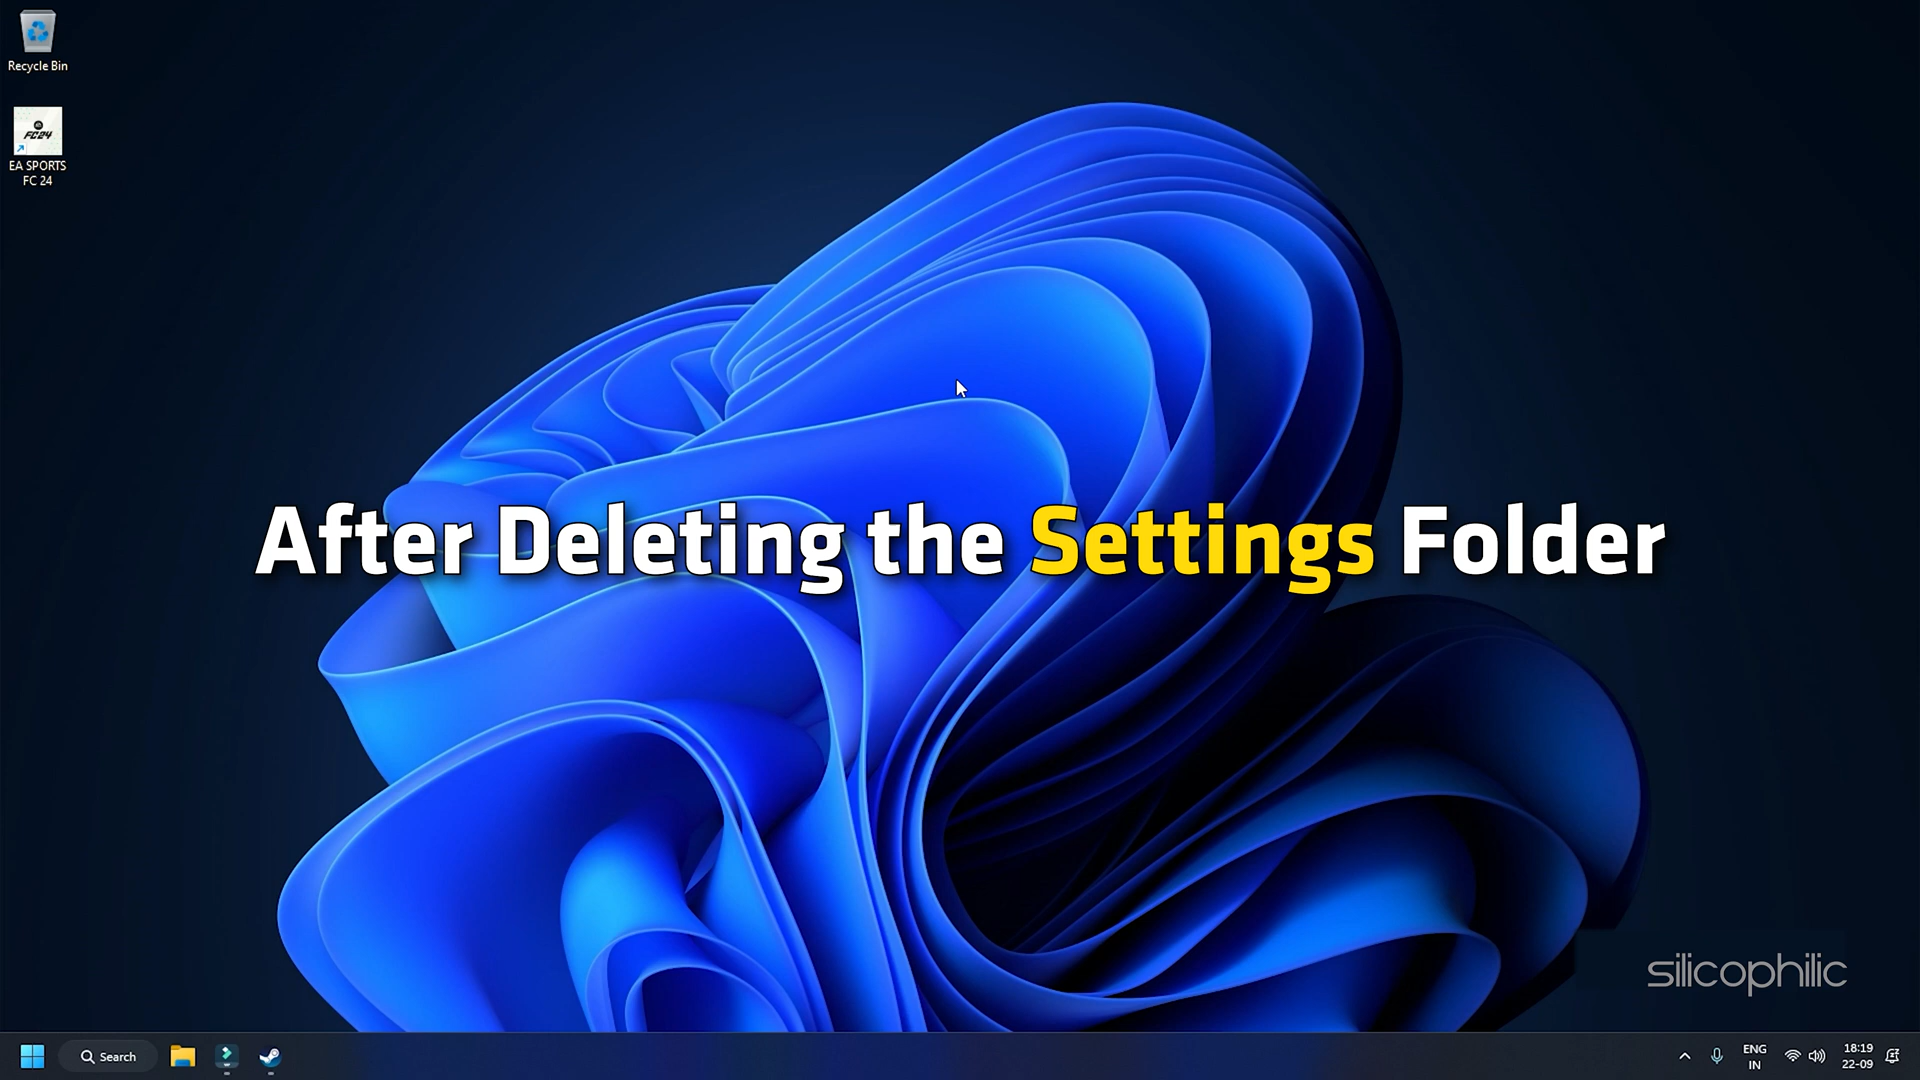 Recycle Bin
FC24
EA SPORTS
FC 24
After Deleting the Settings Folder
silicophilic
Search
ENG
IN
18:19
22-09